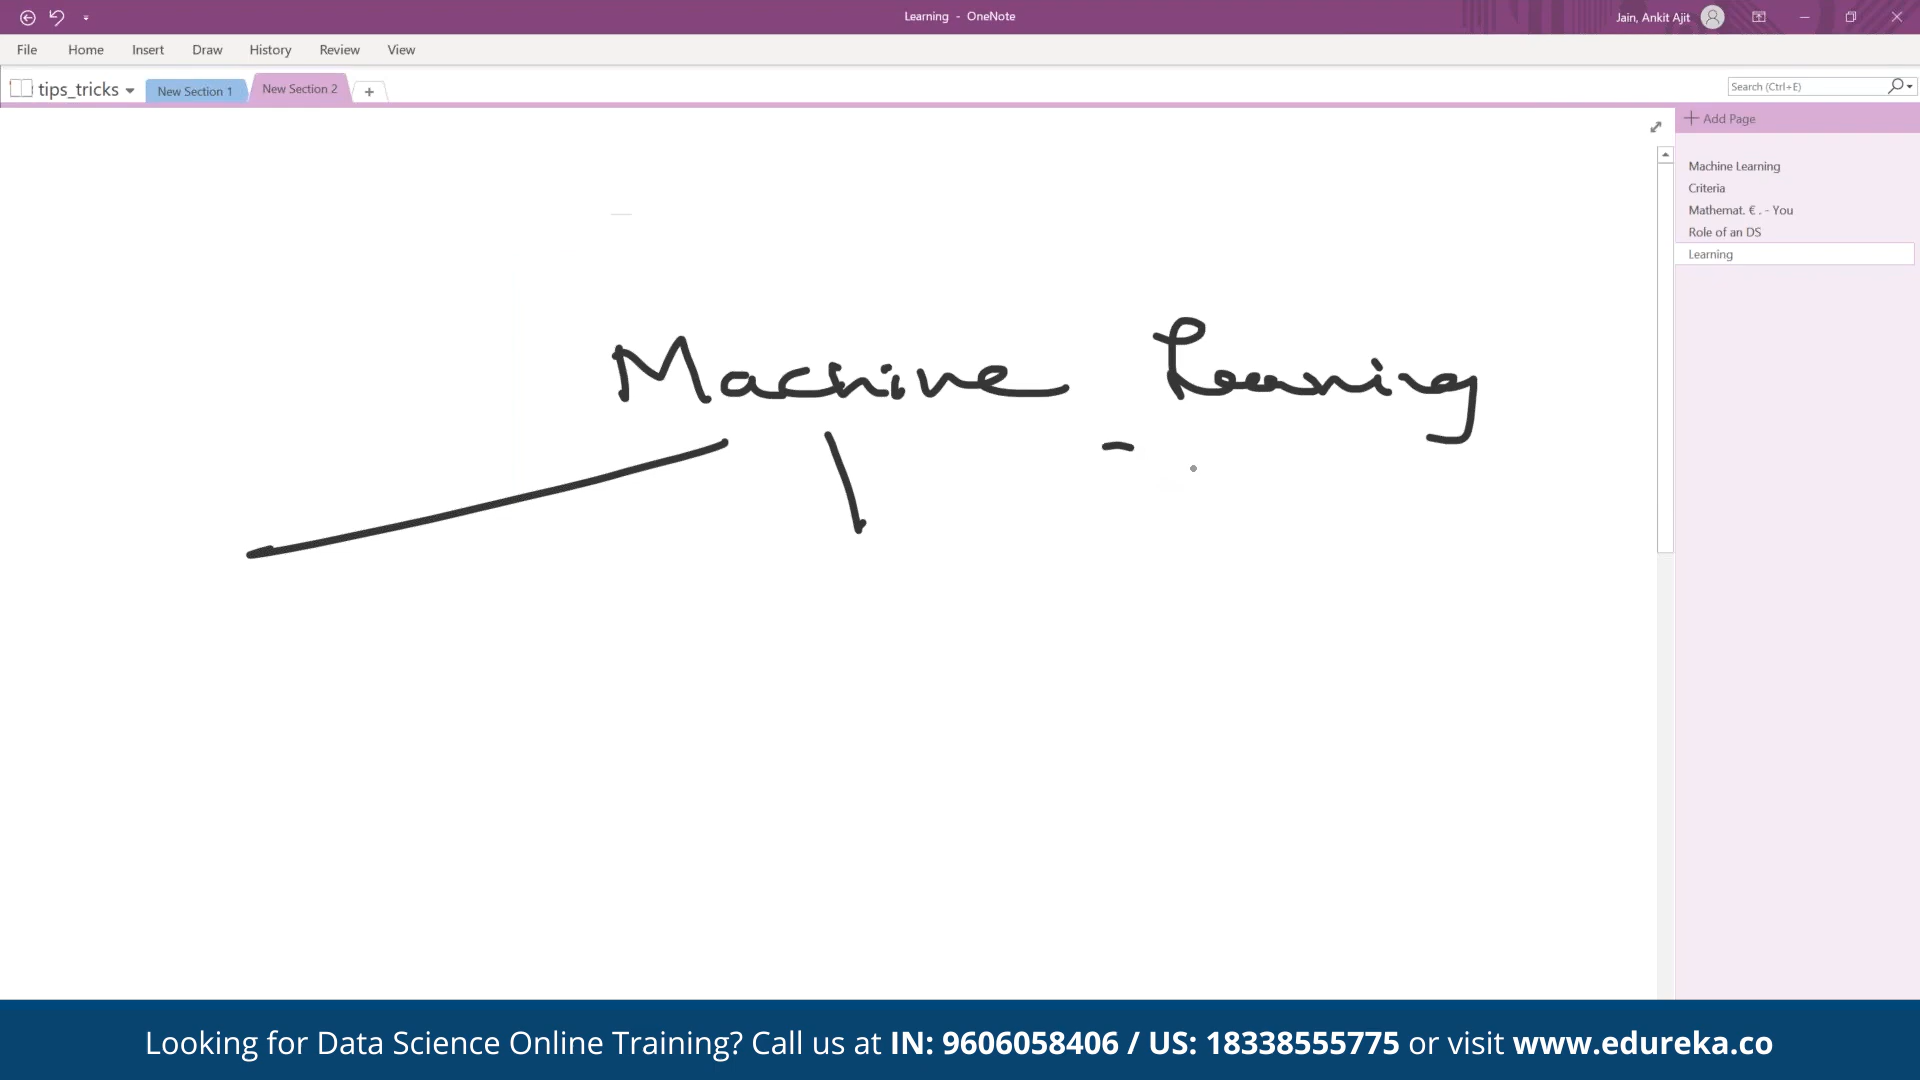 Learning - OneNote
Jain, Ankit Ajit
File Home Insert Draw History Review View
tips_tricks New Section 1 New Section 2 +
Search (Ctrl+E)
Add Page
Machine Learning
Criteria
Mathemat. € . - You
Role of an DS
Learning
Machine Learning
Looking for Data Science Online Training? Call us at IN: 9606058406 / US: 18338555775 or visit www.edureka.co